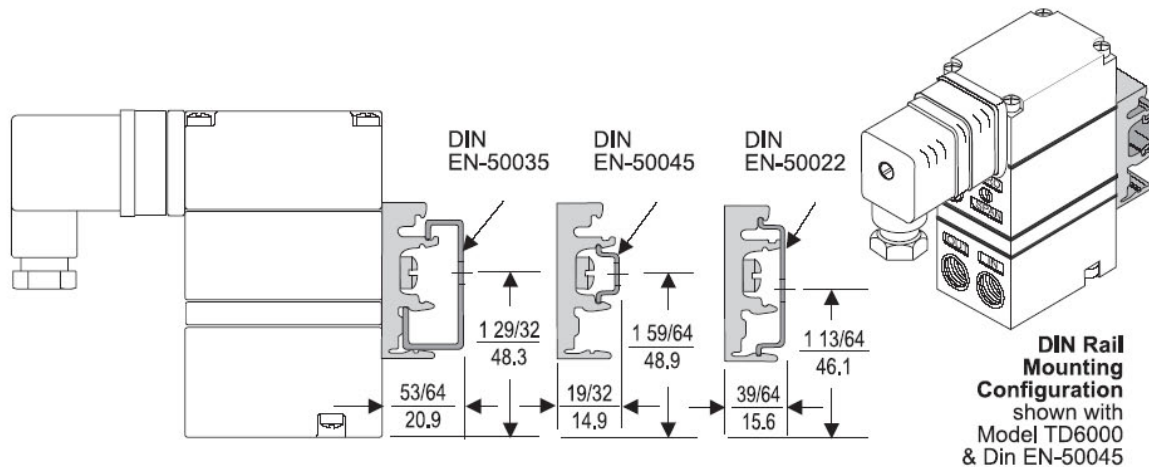 DIN
EN-50035
DIN
EN-50045
DIN
EN-50022
1 29/32
48.3
1 59/64
48.9
1 13/64
46.1
53/64
20.9
19/32
14.9
39/64
15.6
OUT
IN
DIN Rail
Mounting
Configuration
shown with
Model TD6000
& Din EN-50045